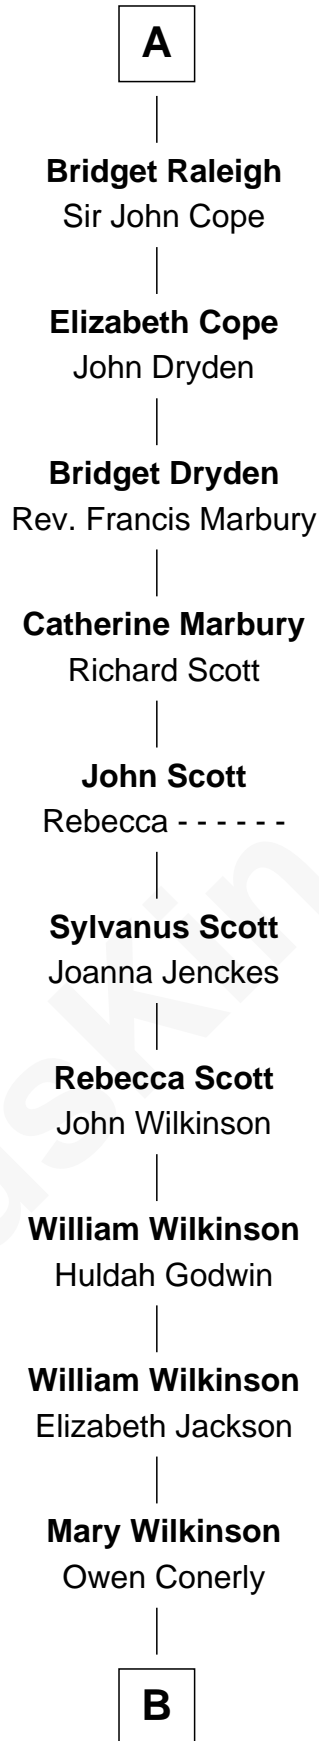 A
Bridget Raleigh
Sir John Cope
Elizabeth Cope
John Dryden
Bridget Dryden
Rev. Francis Marbury
Catherine Marbury
Richard Scott
John Scott
Rebecca - - - - - -
Sylvanus Scott
Joanna Jenckes
Rebecca Scott
John Wilkinson
William Wilkinson
Huldah Godwin
William Wilkinson
Elizabeth Jackson
Mary Wilkinson
Owen Conerly
B